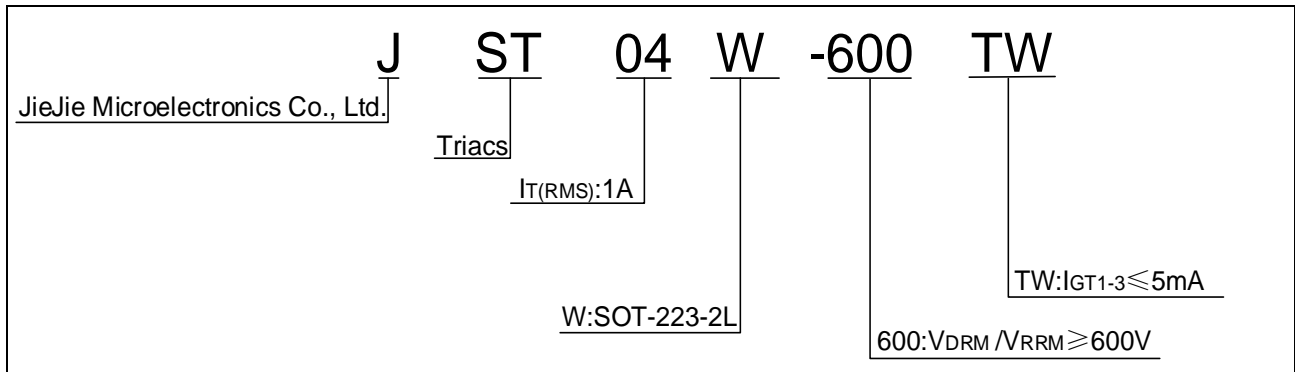 J ST 04 W -600 TW
JieJie Microelectronics Co., Ltd.
Triacs
IT(RMS):1A
TW:IGT1-3≤5mA
W:SOT-223-2L
600:VDRM /VRRM≥600V